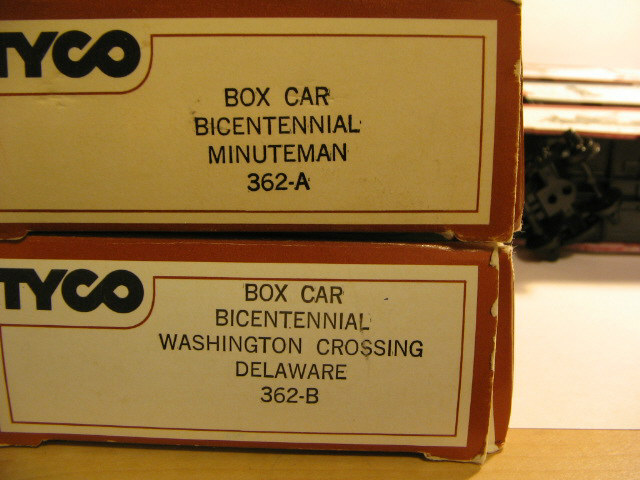 TYCO
BOX CAR
BICENTENNIAL
MINUTEMAN
362-A
TYCO
BOX CAR
BICENTENNIAL
WASHINGTON CROSSING
DELAWARE
362-B